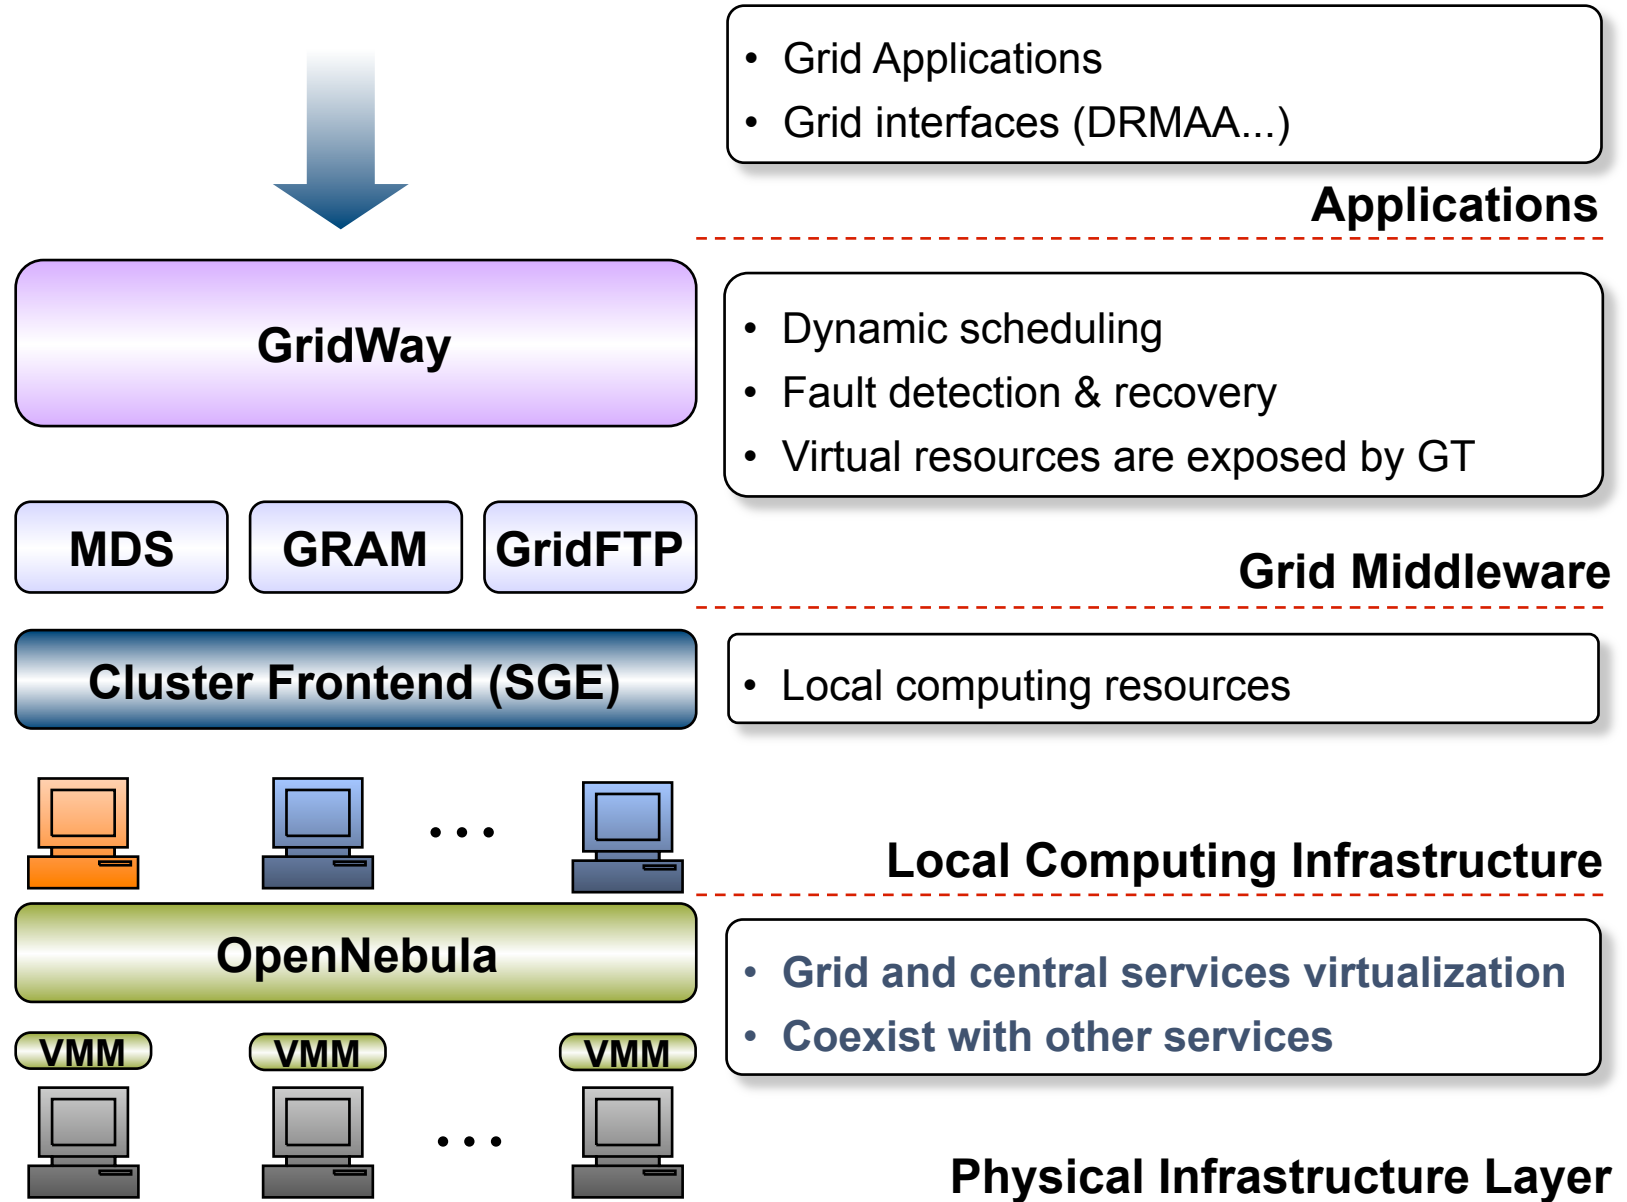 • Grid Applications
• Grid interfaces (DRMAA...)
Applications
GridWay
• Dynamic scheduling
• Fault detection & recovery
• Virtual resources are exposed by GT
MDS GRAM GridFTP
Grid Middleware
Cluster Frontend (SGE)
• Local computing resources
...
Local Computing Infrastructure
OpenNebula
• Grid and central services virtualization
• Coexist with other services
VMM VMM VMM
...
Physical Infrastructure Layer